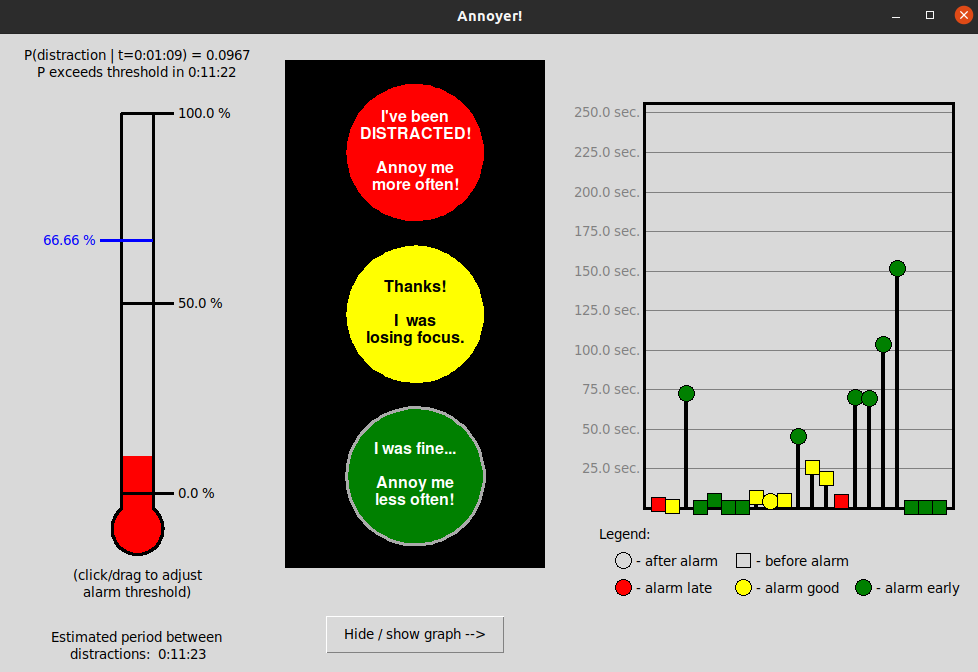 Annoyer!
P(distraction | t=0:01:09) = 0.0967
P exceeds threshold in 0:11:22
100.0 %
66.66 %
50.0 %
0.0 %
(click/drag to adjust
alarm threshold)
Estimated period between
distractions:  0:11:23
I've been
DISTRACTED!
Annoy me
more often!
Thanks!
I  was
losing focus.
I was fine...
Annoy me
less often!
Hide / show graph -->
250.0 sec.
225.0 sec.
200.0 sec.
175.0 sec.
150.0 sec.
125.0 sec.
100.0 sec.
75.0 sec.
50.0 sec.
25.0 sec.
Legend:
- after alarm - before alarm
- alarm late - alarm good - alarm early